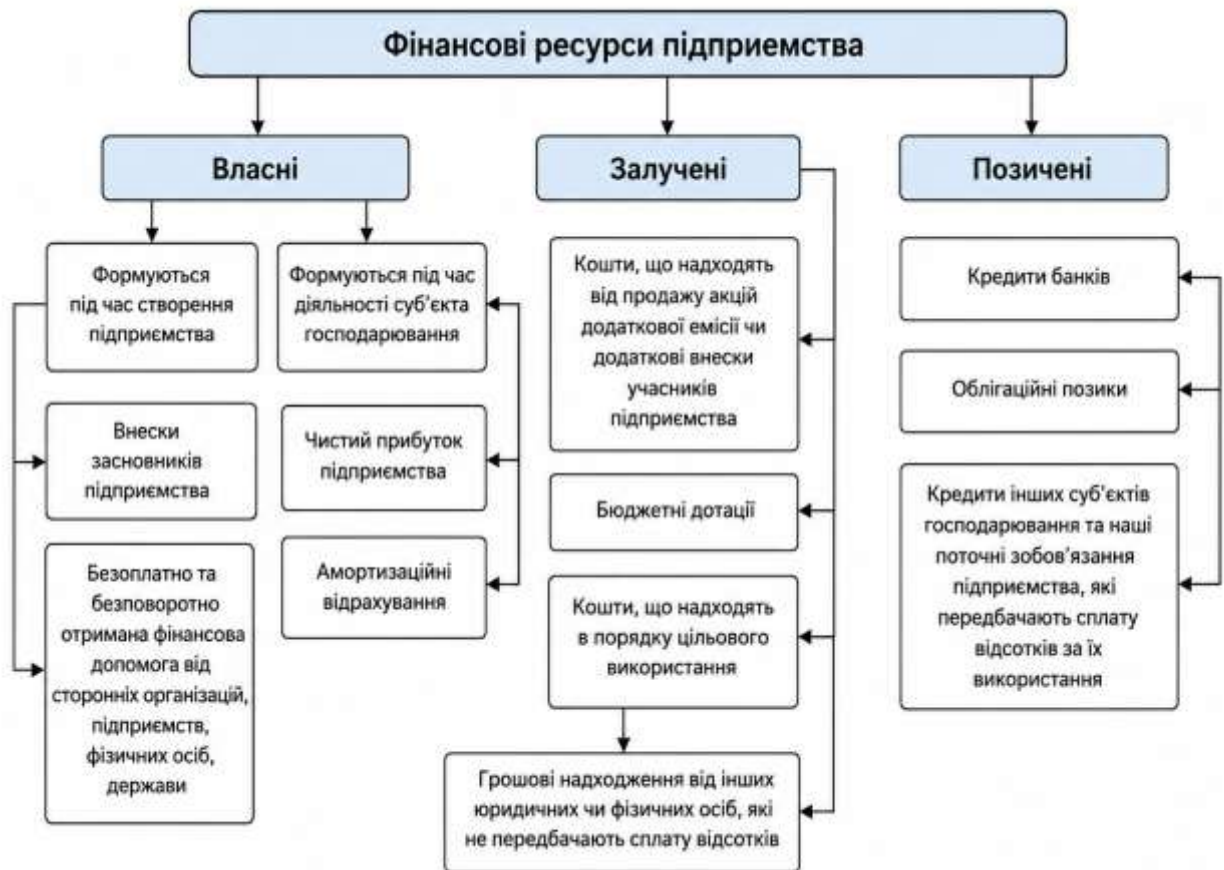 Фінансові ресурси підприемства
Власні
Залучені
Позичені
Формуються
під час створення
підприємства
Формуються під час
діяльності суб’єкта
господарювання
Внески
засновників
підприємства
Чистий прибуток
підприємства
Безоплатно та
безповоротно
отримана фінансова
допомога від
сторонніх організацій,
підприємств,
фізичних осіб,
держави
Амортизаційні
відрахування
Кошти, що надходять
від продажу акцій
додаткової емісії чи
додаткові внески
учасників
підприємства
Бюджетні дотації
Кошти, що надходять
в порядку цільового
використання
Грошові надходження від інших
юридичних чи фізичних осіб, які
не передбачають сплату відсотків
Кредити банків
Облігаційні позики
Кредити інших суб’єктів
господарювання та наші
поточні зобов’язання
підприємства, які
передбачають сплату
відсотків за їх
використання